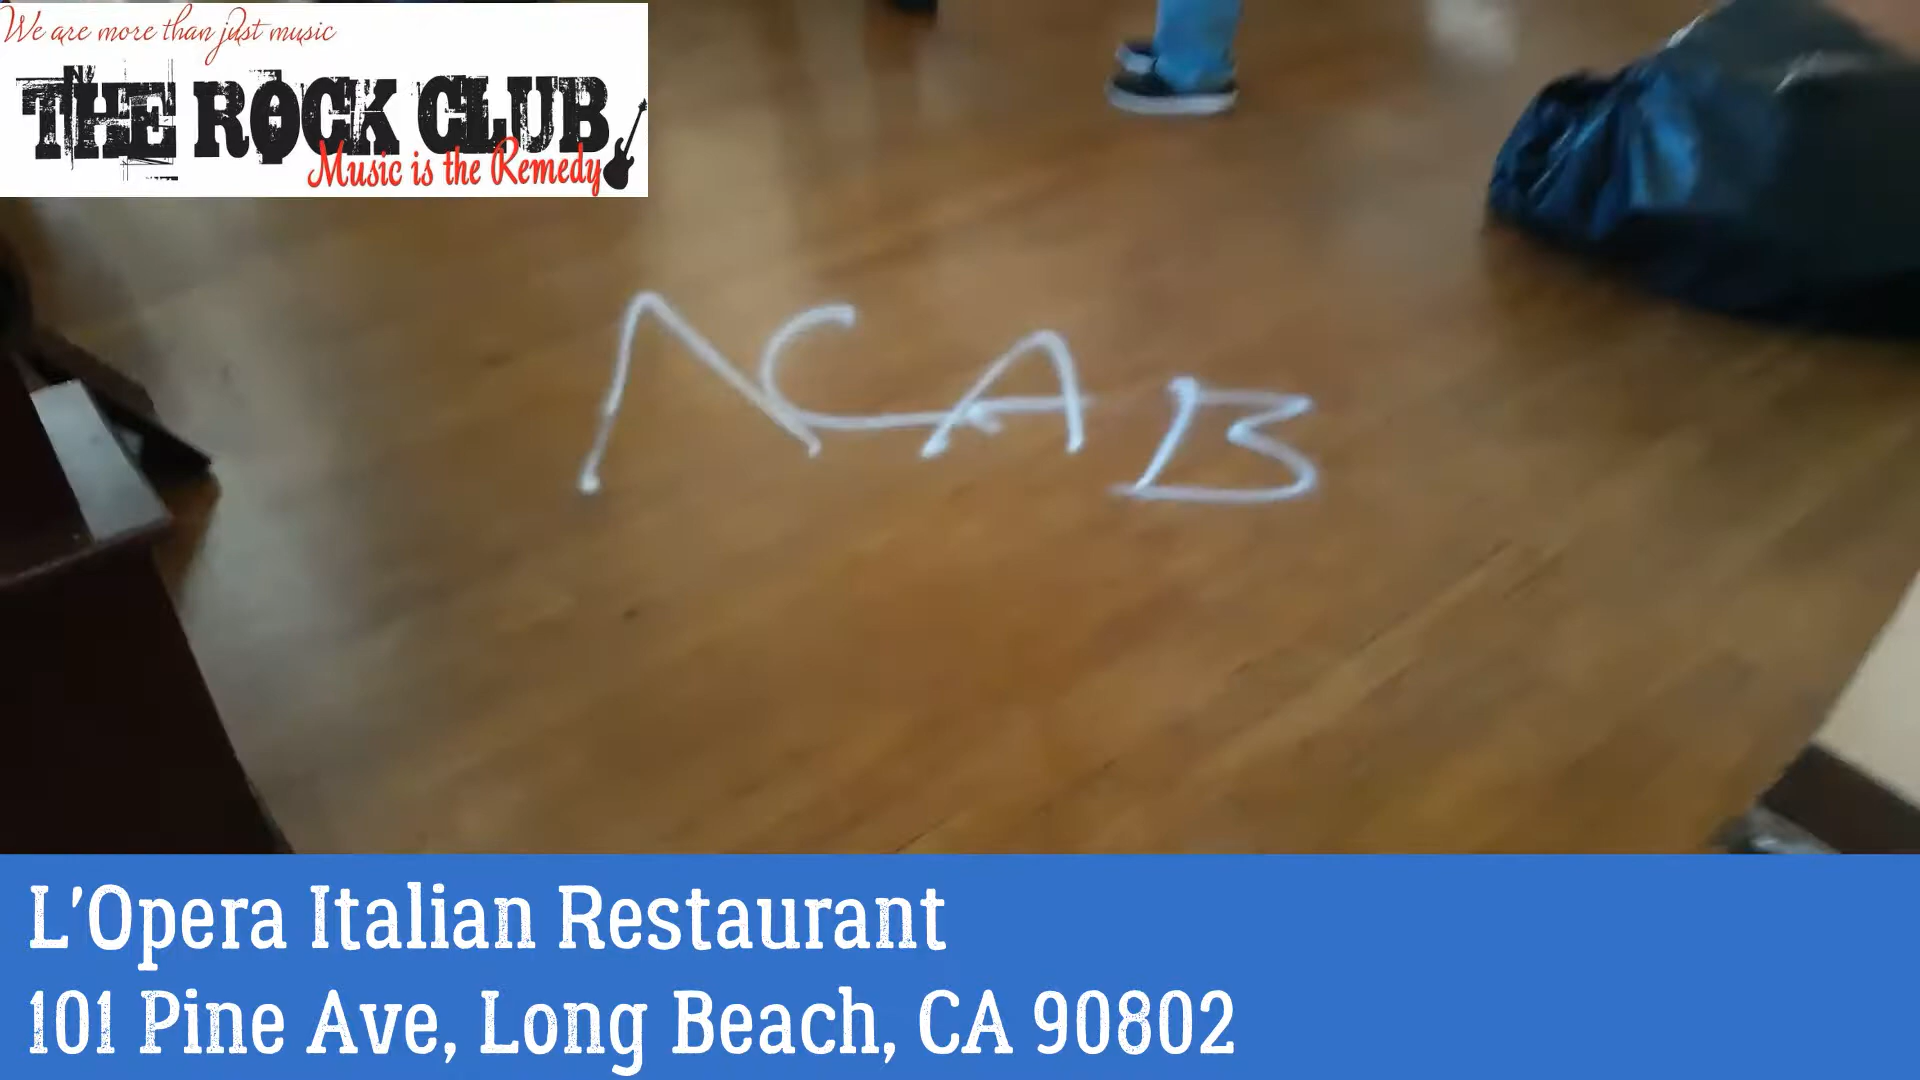 We are more than just music
THE ROCK CLUB
Music is the Remedy
ACAB
L'Opera Italian Restaurant
101 Pine Ave, Long Beach, CA 90802